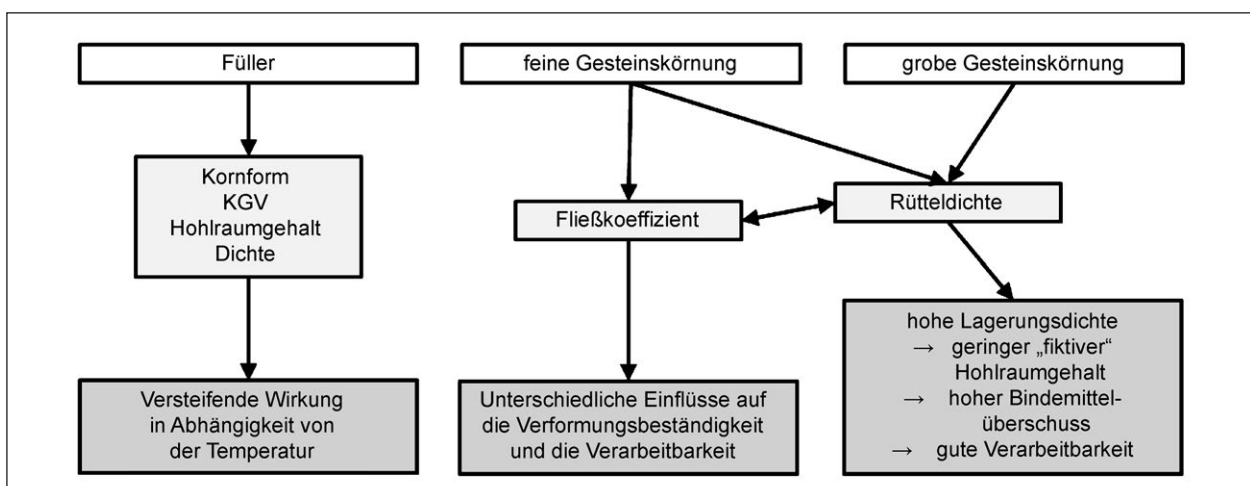 Füller
feine Gesteinskörnung
grobe Gesteinskörnung
Kornform
KGV
Hohlraumgehalt
Dichte
Fließkoeffizient
Rütteldichte
Versteifende Wirkung
in Abhängigkeit von
der Temperatur
Unterschiedliche Einflüsse auf
die Verformungsbeständigkeit
und die Verarbeitbarkeit
hohe Lagerungsdichte
→ geringer „fiktiver“
Hohlraumgehalt
→ hoher Bindemittel-
überschuss
→ gute Verarbeitbarkeit